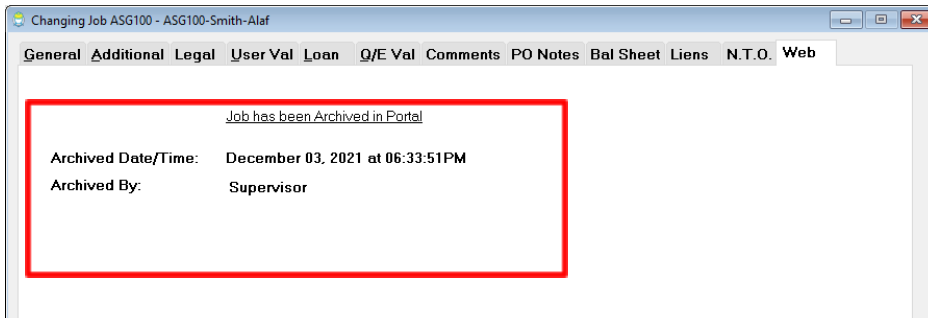 Changing Job ASG100 - ASG100-Smith-Alaf
General Additional Legal User Val Loan Q/E Val Comments PO Notes Bal Sheet Liens N.T.O. Web
Job has been Archived in Portal
Archived Date/Time: December 03, 2021 at 06:33:51PM
Archived By: Supervisor